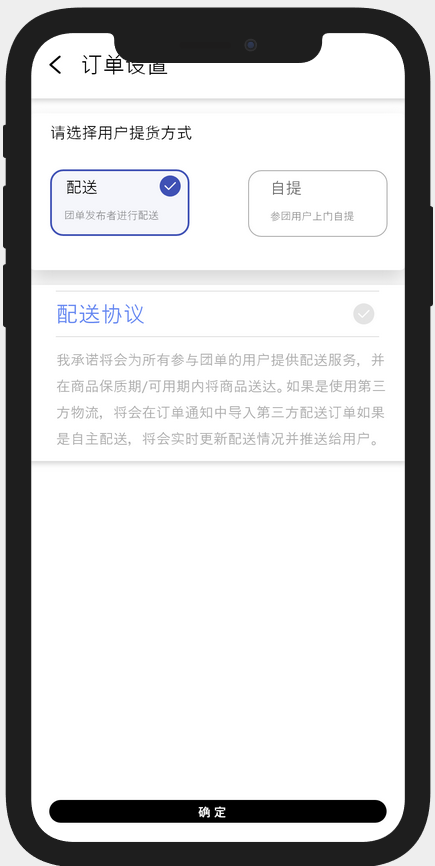 订单设置
请选择用户提货方式
配送
自提
团单发布者进行配送
参团用户上门自提
配送协议
我承诺将会为所有参与团单的用户提供配送服务，并
在商品保质期/可用期内将商品送达。如果是使用第三
方物流，将会在订单通知中导入第三方配送订单如果
是自主配送，将会实时更新配送情况并推送给用户。
确定